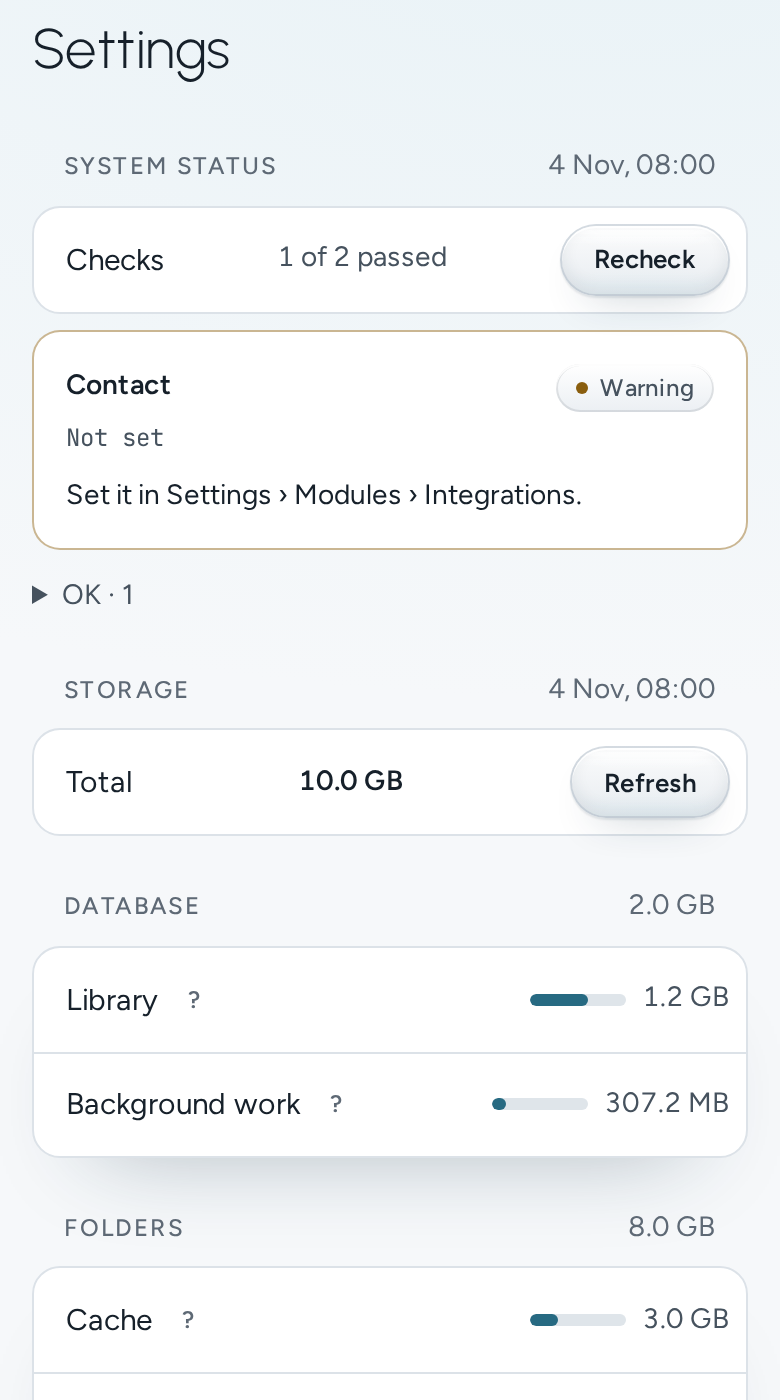 Settings
SYSTEM STATUS 4 Nov, 08:00
Checks 1 of 2 passed Recheck
Contact Warning
Not set
Set it in Settings › Modules › Integrations.
OK · 1
STORAGE 4 Nov, 08:00
Total 10.0 GB Refresh
DATABASE 2.0 GB
Library ? 1.2 GB
Background work ? 307.2 MB
FOLDERS 8.0 GB
Cache ? 3.0 GB